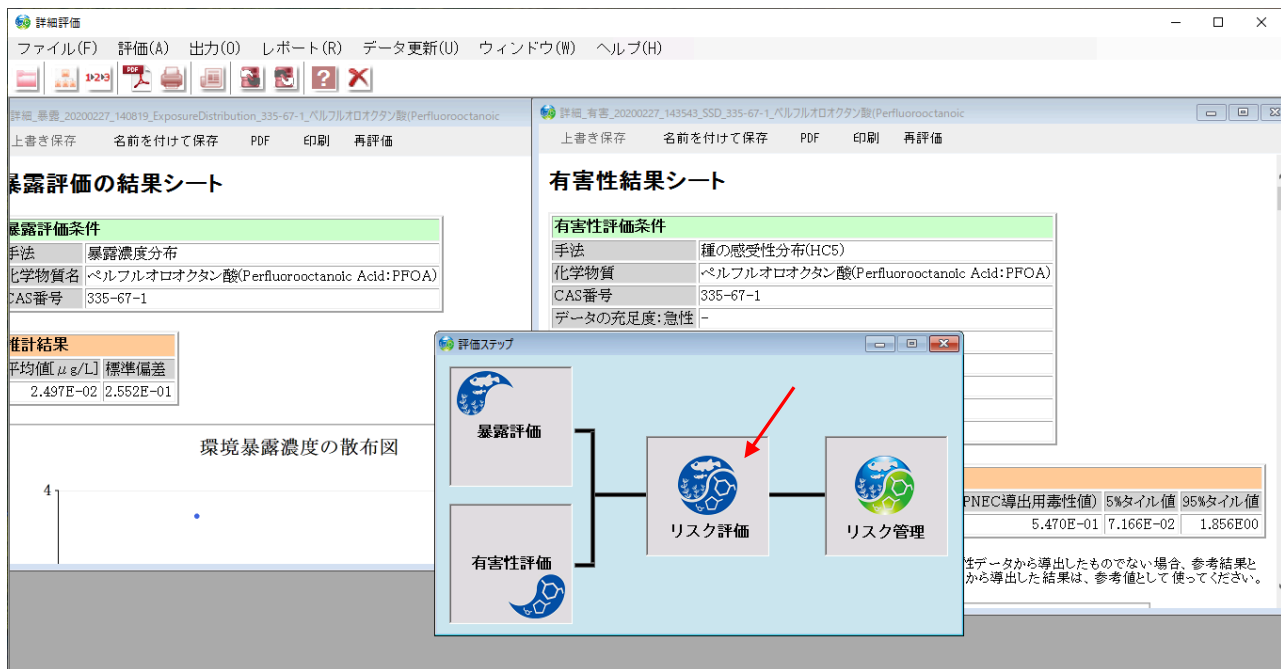 詳細評価
ファイル(F) 評価(A) 出力(O) レポート(R) データ更新(U) ウィンドウ(W) ヘルプ(H)
1▸2▸3 PDF
詳細_暴露_20200227_140819_ExposureDistribution_335-67-1_ペルフルオロオクタン酸(Perfluorooctanoic
上書き保存 名前を付けて保存 PDF 印刷 再評価
暴露評価の結果シート
暴露評価条件
手法 暴露濃度分布
化学物質名 ペルフルオロオクタン酸(Perfluorooctanoic Acid:PFOA)
CAS番号 335-67-1
推計結果
平均値[μg/L] 標準偏差
2.497E-02 2.552E-01
環境暴露濃度の散布図
4
詳細_有害_20200227_143543_SSD_335-67-1_ペルフルオロオクタン酸(Perfluorooctanoic
上書き保存 名前を付けて保存 PDF 印刷 再評価
有害性結果シート
有害性評価条件
手法 種の感受性分布(HC5)
化学物質 ペルフルオロオクタン酸(Perfluorooctanoic Acid:PFOA)
CAS番号 335-67-1
データの充足度:急性 -
PNEC導出用毒性値) 5%タイル値 95%タイル値
5.470E-01 7.166E-02 1.856E00
性データから導出したものでない場合、参考結果と
から導出した結果は、参考値として使ってください。
評価ステップ
暴露評価
有害性評価
リスク評価
リスク管理